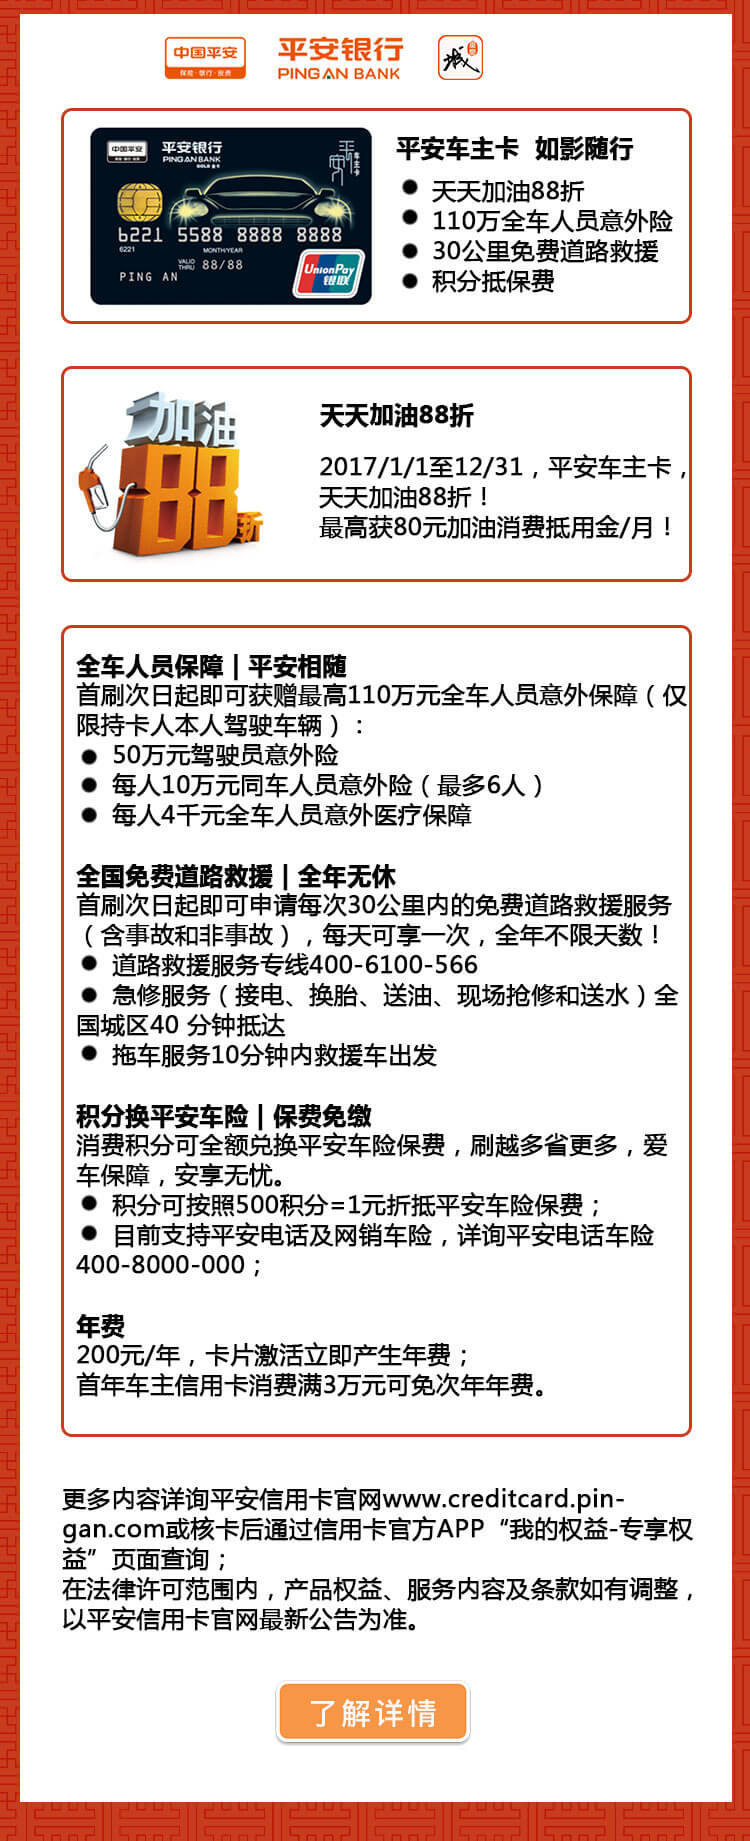 中国平安
保险·银行·投资
平安银行
PINGAN BANK
中国平安
保险·银行·投资
平安银行
PINGAN BANK
GOLD 金卡
平安
车主卡
6221 5588 8888 8888
6221
MONTH/YEAR
VALID THRU 88/88
PING AN
UnionPay
银联
平安车主卡 如影随行
● 天天加油88折
● 110万全车人员意外险
● 30公里免费道路救援
● 积分抵保费
加油
88折
天天加油88折
2017/1/1至12/31，平安车主卡，
天天加油88折！
最高获80元加油消费抵用金/月！
全车人员保障 | 平安相随
首刷次日起即可获赠最高110万元全车人员意外保障（仅
限持卡人本人驾驶车辆）：
● 50万元驾驶员意外险
● 每人10万元同车人员意外险（最多6人）
● 每人4千元全车人员意外医疗保障
全国免费道路救援 | 全年无休
首刷次日起即可申请每次30公里内的免费道路救援服务
（含事故和非事故），每天可享一次，全年不限天数！
● 道路救援服务专线400-6100-566
● 急修服务（接电、换胎、送油、现场抢修和送水）全
国城区40 分钟抵达
● 拖车服务10分钟内救援车出发
积分换平安车险 | 保费免缴
消费积分可全额兑换平安车险保费，刷越多省更多，爱
车保障，安享无忧。
● 积分可按照500积分=1元折抵平安车险保费；
● 目前支持平安电话及网销车险，详询平安电话车险
400-8000-000；
年费
200元/年，卡片激活立即产生年费；
首年车主信用卡消费满3万元可免次年年费。
更多内容详询平安信用卡官网www.creditcard.pin-
gan.com或核卡后通过信用卡官方APP“我的权益-专享权
益”页面查询；
在法律许可范围内，产品权益、服务内容及条款如有调整，
以平安信用卡官网最新公告为准。
了解详情